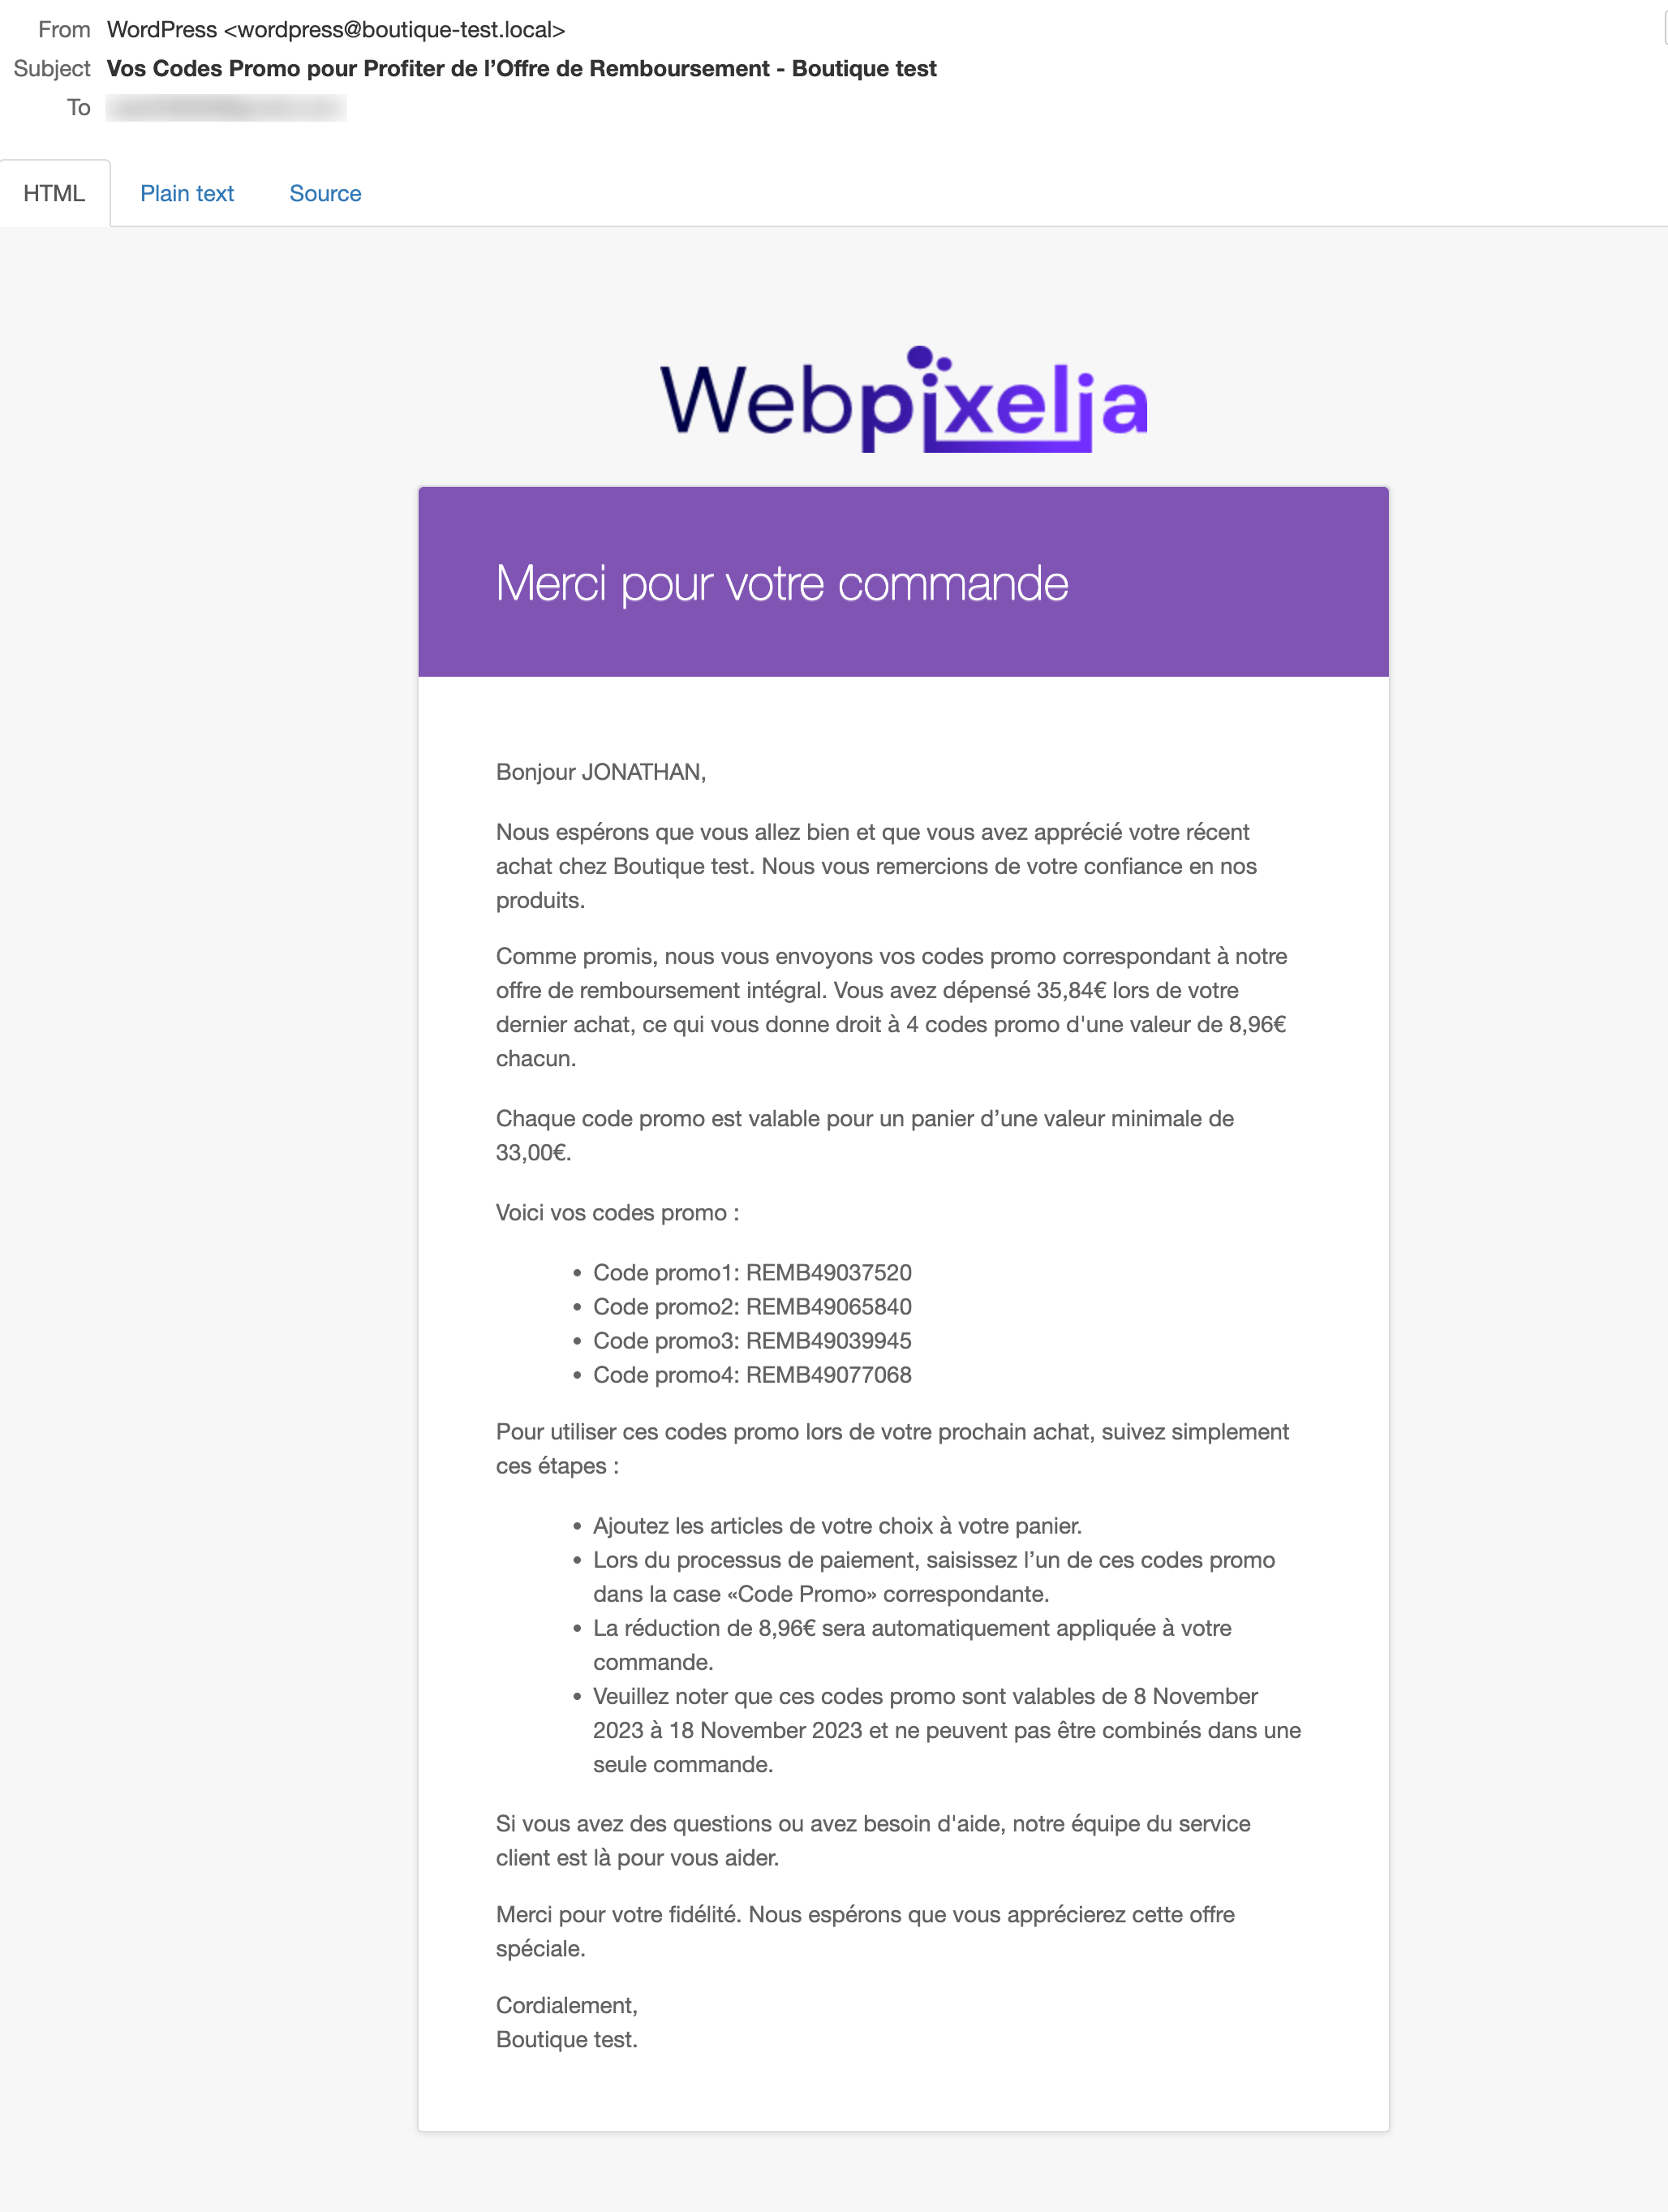 From WordPress <wordpress@boutique-test.local>
Subject Vos Codes Promo pour Profiter de l’Offre de Remboursement - Boutique test
To
HTML Plain text Source
Webpixelia
Merci pour votre commande
Bonjour JONATHAN,
Nous espérons que vous allez bien et que vous avez apprécié votre récent
achat chez Boutique test. Nous vous remercions de votre confiance en nos
produits.
Comme promis, nous vous envoyons vos codes promo correspondant à notre
offre de remboursement intégral. Vous avez dépensé 35,84€ lors de votre
dernier achat, ce qui vous donne droit à 4 codes promo d'une valeur de 8,96€
chacun.
Chaque code promo est valable pour un panier d’une valeur minimale de
33,00€.
Voici vos codes promo :
• Code promo1: REMB49037520
• Code promo2: REMB49065840
• Code promo3: REMB49039945
• Code promo4: REMB49077068
Pour utiliser ces codes promo lors de votre prochain achat, suivez simplement
ces étapes :
• Ajoutez les articles de votre choix à votre panier.
• Lors du processus de paiement, saisissez l’un de ces codes promo
dans la case «Code Promo» correspondante.
• La réduction de 8,96€ sera automatiquement appliquée à votre
commande.
• Veuillez noter que ces codes promo sont valables de 8 November
2023 à 18 November 2023 et ne peuvent pas être combinés dans une
seule commande.
Si vous avez des questions ou avez besoin d'aide, notre équipe du service
client est là pour vous aider.
Merci pour votre fidélité. Nous espérons que vous apprécierez cette offre
spéciale.
Cordialement,
Boutique test.